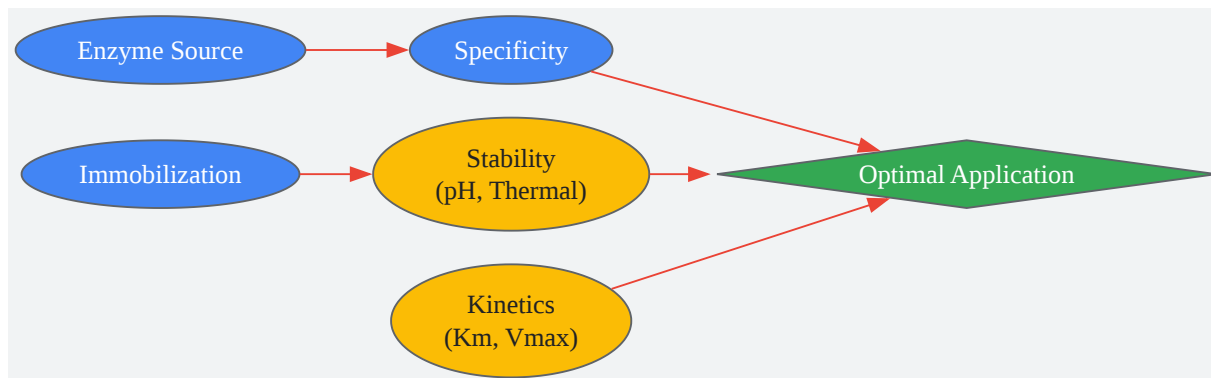 Enzyme Source
Specificity
Immobilization
Stability
(pH, Thermal)
Optimal Application
Kinetics
(Km, Vmax)